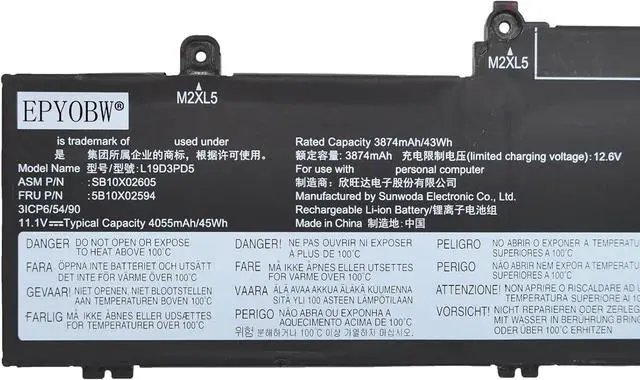 M2XL5
M2XL5
EPYOBW®
is trademark of used under
是 集团所属企业的商标，根据许可使用。
Model Name 型号/型號: L19D3PD5
ASM P/N : SB10X02605
FRU P/N : 5B10X02594
3ICP6/54/90
11.1V⎓Typical Capacity 4055mAh/45Wh
Rated Capacity 3874mAh/43Wh
额定容量: 3874mAh 充电限制电压(limited charging voltage): 12.6V
For use with personal computer
制造商: 欣旺达电子股份有限公司
Manufactured by Sunwoda Electronic Co., Ltd.
Rechargeable Li-ion Battery/锂离子电池组
Made in China 制造地: 中国
DANGER DO NOT OPEN OR EXPOSE
TO HEAT ABOVE 100°C
FARA ÖPPNA INTE BATTERIET OCH UTSÄTT
DET INTE FÖR VÄRME ÖVER 100°C
GEVAAR! NIET OPENEN, NIET BLOOTSTELLEN
AAN TEMPERATUREN BOVEN 100°C
FARLIG MÅ IKKE ÅBNES ELLER UDSÆTTES
FOR TEMPERATURER OVER 100°C
DANGER! NE PAS OUVRIR NI EXPOSER
A PLUS DE 100°C
FARE MÅ IKKE ÅPNES ELLER UTSETTES
FOR VARME OVER 100°C
VAARA ÄLÄ AVAA AKKUA ÄLÄKÄ KUUMENNA
SITÄ YLI 100 ASTEEN LÄMPÖTILAAN
PERIGO NÃO ABRA OU EXPONHA A
AQUECIMENTO ACIMA DE 100°C
위험 분해하거나 100°C 이상 가열하지 마십시오
PELIGRO NO ABRIR O EXPONER A TEMPERATURA
SUPERIORES A 100°C
PERIGO NÃO ABRIR NEM EXPOR A TEMPERATURA
SUPERIORES A 100°C
ATTENZIONE! NON APRIRE O RISCALDARE AD U
TEMPERATURA SUPERIORE AI 100°C
VORSICHT! NICHT REPARIEREN ODER ZERLEGE
MIT WASSER IN BERÜHRUNG BRING
ÜBER 100°C ERHITZEN